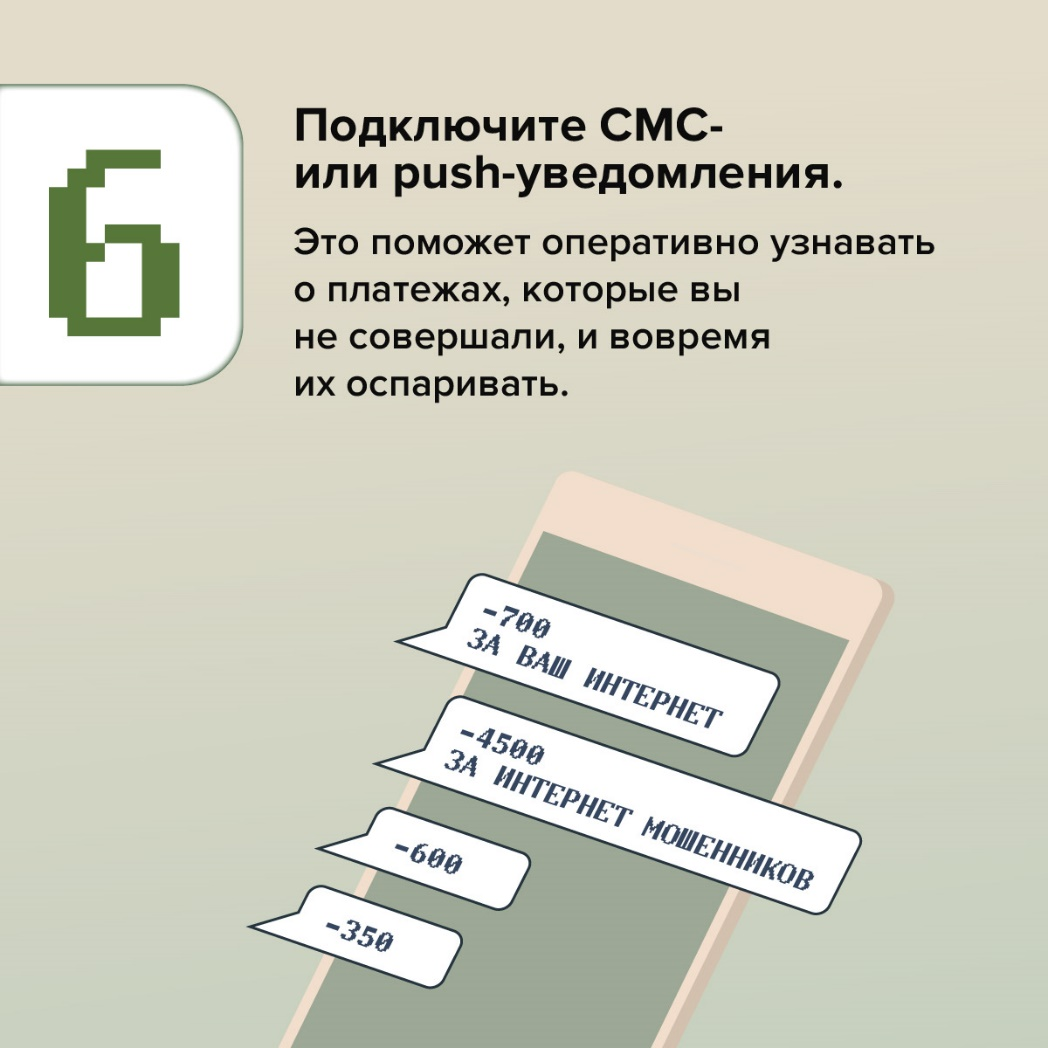 6
Подключите СМС-
или push-уведомления.
Это поможет оперативно узнавать
о платежах, которые вы
не совершали, и вовремя
их оспаривать.
-700
ЗА ВАШ ИНТЕРНЕТ
-4500
ЗА ИНТЕРНЕТ МОШЕННИКОВ
-600
-350